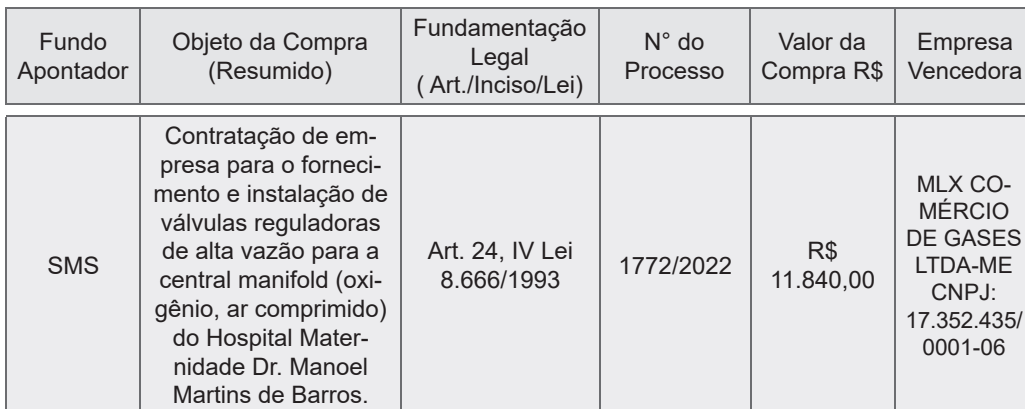 Fundo
Apontador
Objeto da Compra
(Resumido)
Fundamentação
Legal
( Art./Inciso/Lei)
N° do
Processo
Valor da
Compra R$
Empresa
Vencedora
SMS
Contratação de em-
presa para o forneci-
mento e instalação de
válvulas reguladoras
de alta vazão para a
central manifold (oxi-
gênio, ar comprimido)
do Hospital Mater-
nidade Dr. Manoel
Martins de Barros.
Art. 24, IV Lei
8.666/1993
1772/2022
R$
11.840,00
MLX CO-
MÉRCIO
DE GASES
LTDA-ME
CNPJ:
17.352.435/
0001-06